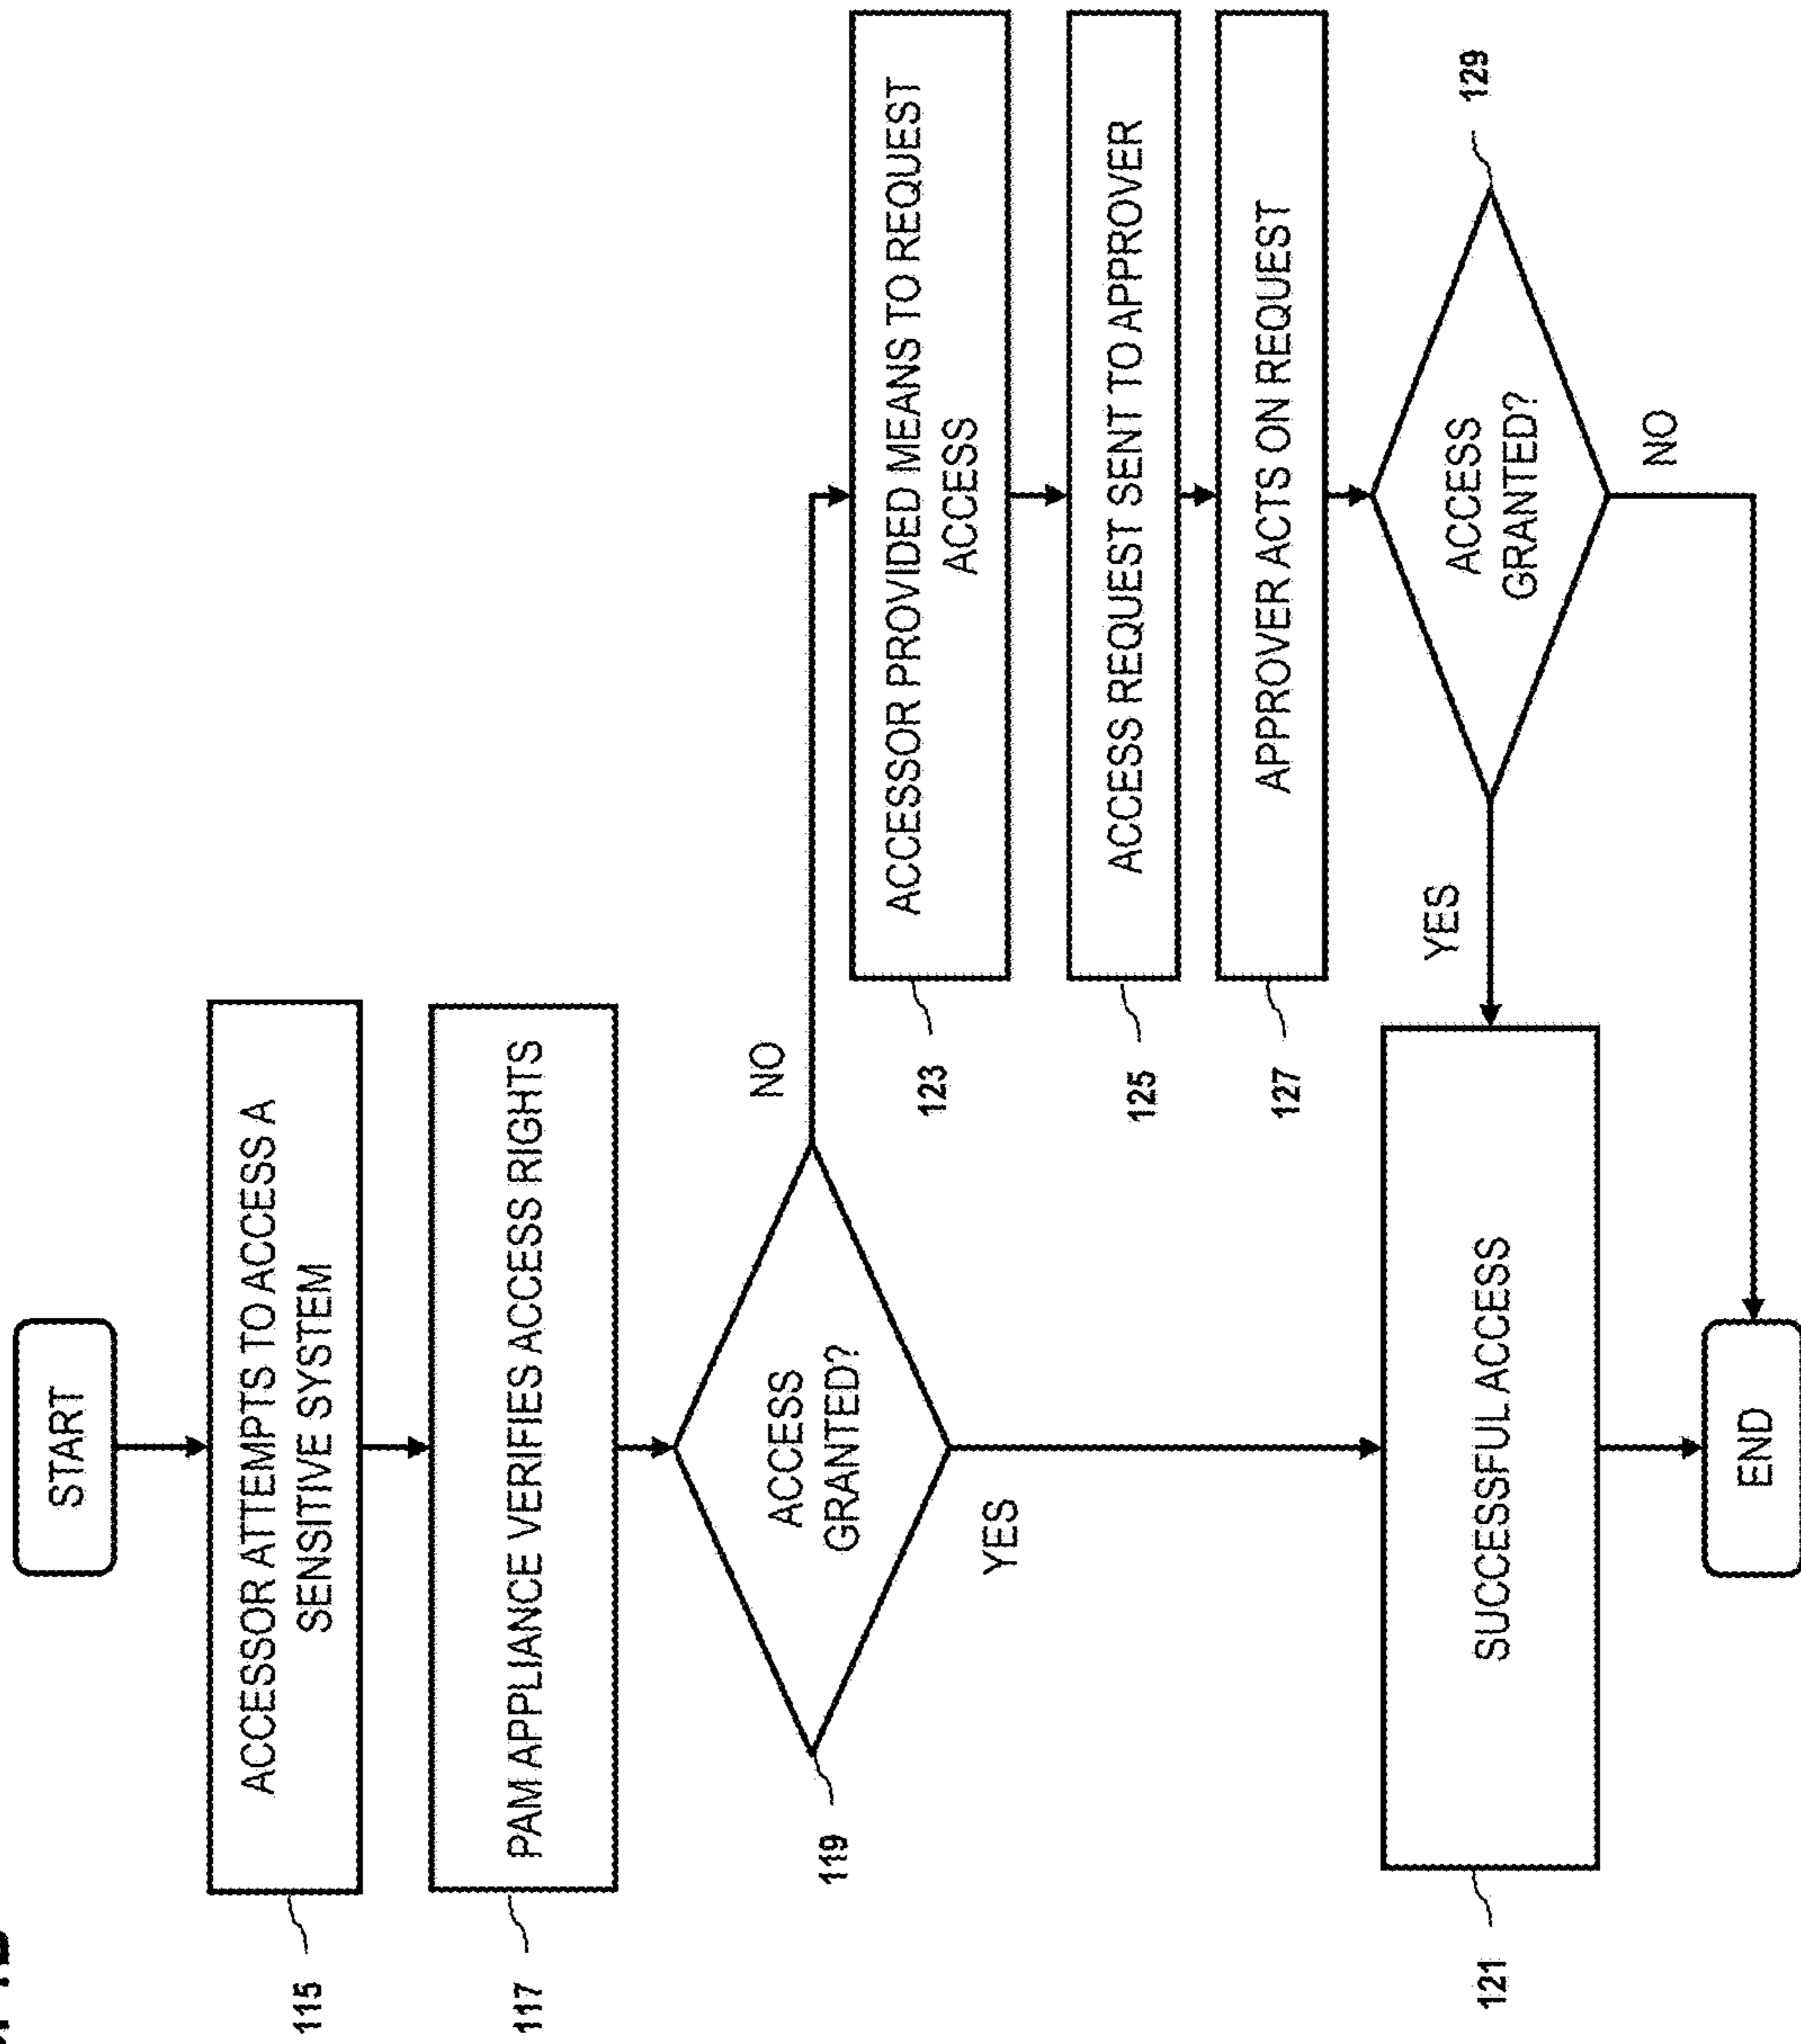 START
ACCESSOR ATTEMPTS TO ACCESS A
SENSITIVE SYSTEM
115
PAM APPLIANCE VERIFIES ACCESS RIGHTS
117
ACCESS
GRANTED?
119
NO
YES
ACCESSOR PROVIDED MEANS TO REQUEST
ACCESS
123
ACCESS REQUEST SENT TO APPROVER
125
APPROVER ACTS ON REQUEST
127
ACCESS
GRANTED?
129
YES
NO
SUCCESSFUL ACCESS
121
END